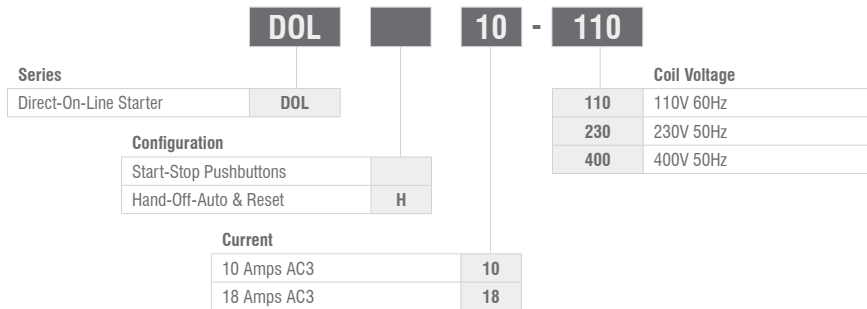 DOL 10 - 110
Series
Direct-On-Line Starter DOL
Configuration
Start-Stop Pushbuttons
Hand-Off-Auto & Reset H
Current
10 Amps AC3 10
18 Amps AC3 18
Coil Voltage
110 110V 60Hz
230 230V 50Hz
400 400V 50Hz